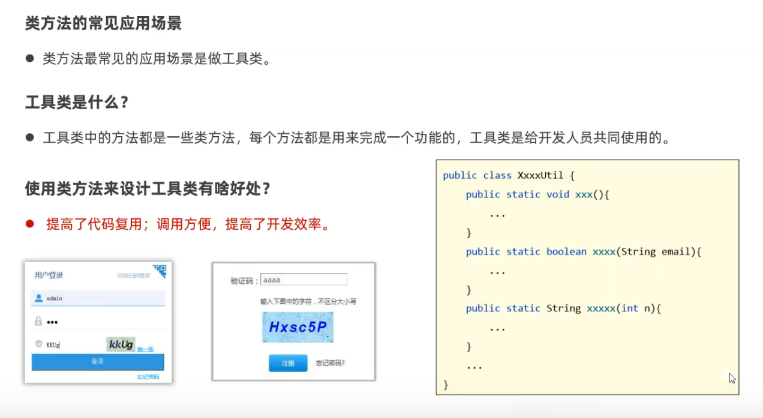 类方法的常见应用场景
● 类方法最常见的应用场景是做工具类。
工具类是什么？
● 工具类中的方法都是一些类方法，每个方法都是用来完成一个功能的，工具类是给开发人员共同使用的。
使用类方法来设计工具类有啥好处？
● 提高了代码复用；调用方便，提高了开发效率。
用户登录
admin
●●●
KKUg
kkUg 换一张
登录
忘记密码
验证码： aaaa
输入下图中的字符，不区分大小写
Hxsc5P
注册 忘记密码?
public class XxxxUtil {
public static void xxx(){
...
}
public static boolean xxxx(String email){
...
}
public static String xxxxx(int n){
...
}
...
}